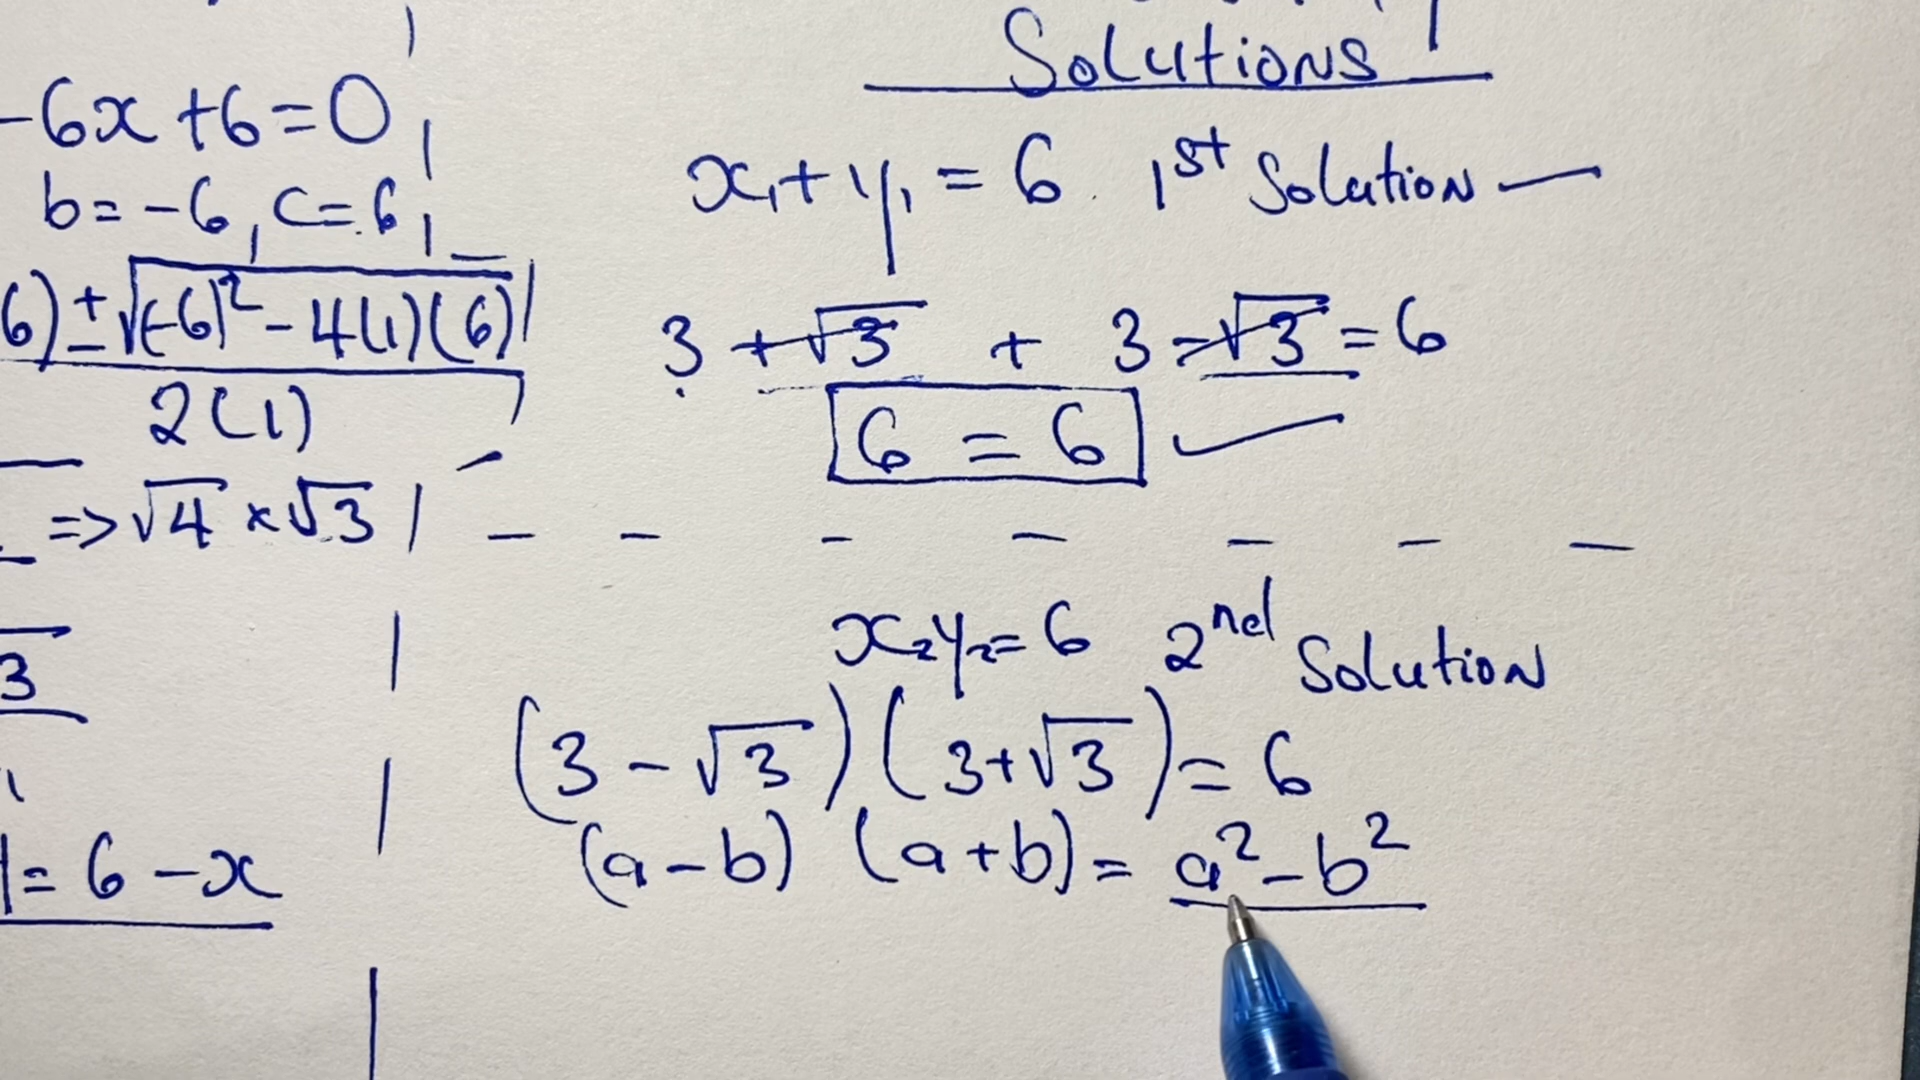 -6x + 6 = 0
b = -6, c = 6
6) ± √(-6)² - 4(1)(6)
2(1)
=> √4 × √3
3
y = 6 - x
Solutions
x₁ + y₁ = 6 1st Solution
3 + √3 + 3 - √3 = 6
6 = 6 ✓
x₂y₂ = 6 2nd Solution
(3 - √3)(3 + √3) = 6
(a - b) (a + b) = a² - b²